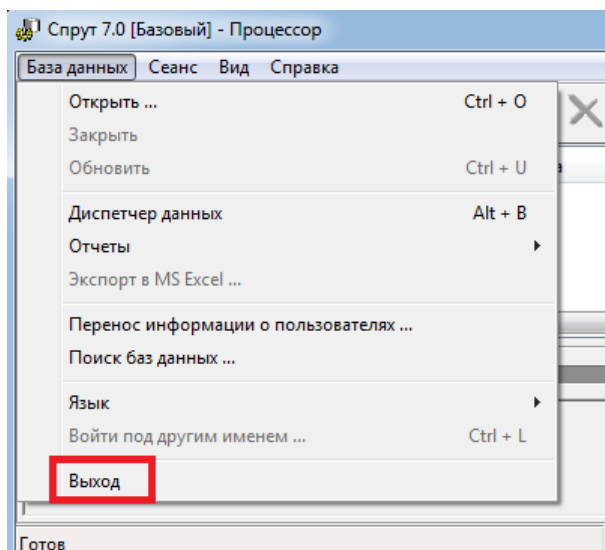 Спрут 7.0 [Базовый] - Процессор
База данных Сеанс Вид Справка
Открыть ... Ctrl + O
Закрыть
Обновить Ctrl + U
Диспетчер данных Alt + B
Отчеты
Экспорт в MS Excel ...
Перенос информации о пользователях ...
Поиск баз данных ...
Язык
Войти под другим именем ... Ctrl + L
Выход
Готов